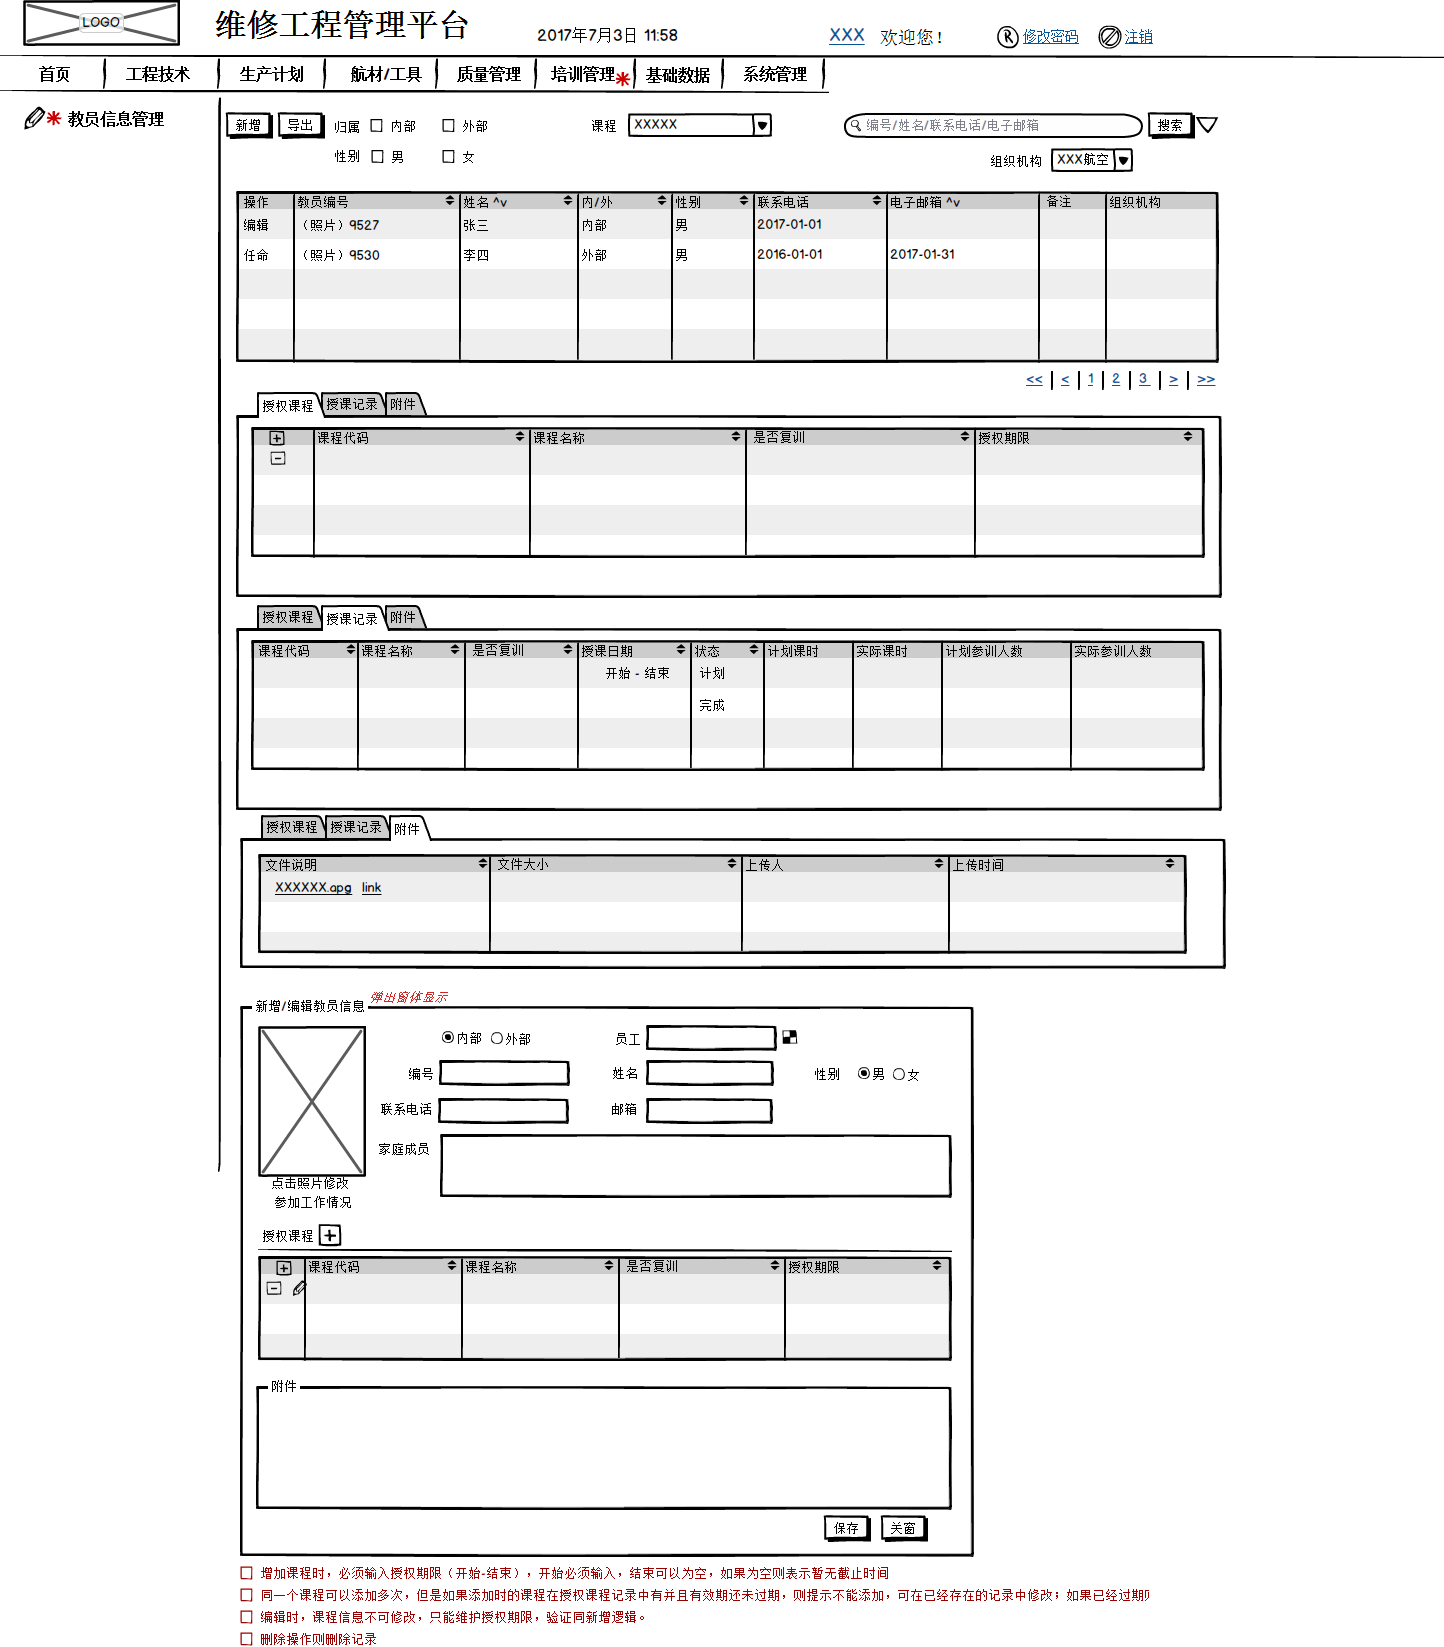 LOGO 维修工程管理平台 2017年7月3日 11:58 XXX 欢迎您! R 修改密码 注销
首页 工程技术 生产计划 航材/工具 质量管理 培训管理 基础数据 系统管理
教员信息管理
新增 导出 归属 内部 外部 课程 XXXXX 编号/姓名/联系电话/电子邮箱 搜索
性别 男 女 组织机构 XXX航空
操作 教员编号 姓名 ^v 内/外 性别 联系电话 电子邮箱 ^v 备注 组织机构
编辑 (照片) 9527 张三 内部 男 2017-01-01
任命 (照片) 9530 李四 外部 男 2016-01-01 2017-01-31
<< < 1 2 3 > >>
授权课程 授课记录 附件
课程代码 课程名称 是否复训 授权期限
授权课程 授课记录 附件
课程代码 课程名称 是否复训 授课日期 状态 计划课时 实际课时 计划参训人数 实际参训人数
开始 - 结束 计划
完成
授权课程 授课记录 附件
文件说明 文件大小 上传人 上传时间
XXXXXX.apg link
新增/编辑教员信息 弹出窗体显示
内部 外部 员工
编号 姓名 性别 男 女
联系电话 邮箱
家庭成员
点击照片修改
参加工作情况
授权课程
课程代码 课程名称 是否复训 授权期限
附件
保存 关窗
增加课程时，必须输入授权期限（开始-结束），开始必须输入，结束可以为空，如果为空则表示暂无截止时间
同一个课程可以添加多次，但是如果添加时的课程在授权课程记录中有并且有效期还未过期，则提示不能添加，可在已经存在的记录中修改；如果已经过期
编辑时，课程信息不可修改，只能维护授权期限，验证同新增逻辑。
删除操作则删除记录